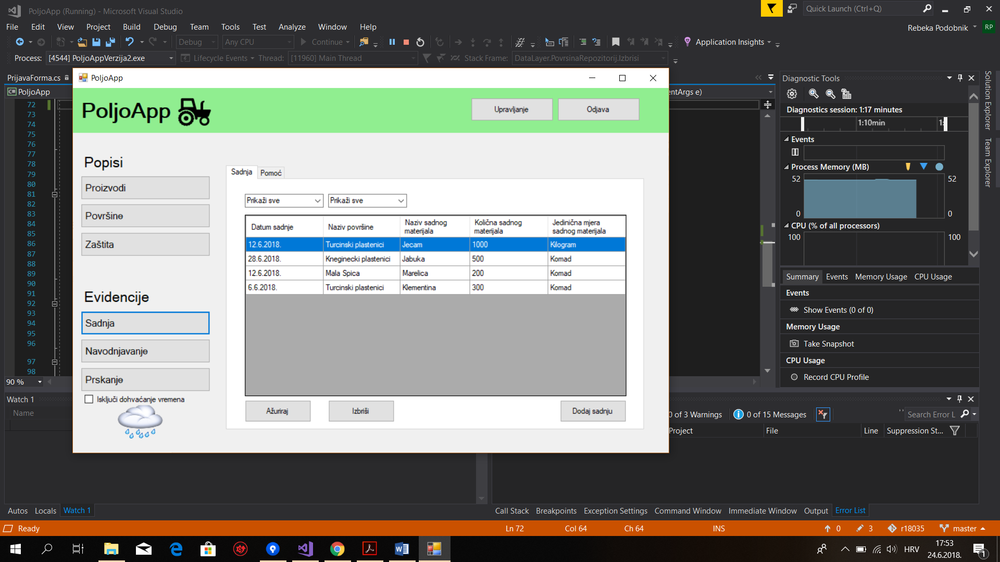 PoljoApp (Running) - Microsoft Visual Studio
Quick Launch (Ctrl+Q)
File Edit View Project Build Debug Team Tools Test Analyze Window Help
Rebeka Podobnik RP
Debug Any CPU Continue Application Insights
Process: [4544] PoljoAppVerzija2.exe Lifecycle Events Thread: [11960] Main Thread Stack Frame: DataLayer.PovrsinaRepozitorij.Izbrisi
PrijavaForma.cs
PoljoApp
C# PoljoApp
entArgs e)
72
73
74
75
76
77
78
79
80
81
82
83
84
85
86
87
88
89
90
91
92
93
94
95
96
97
98
90 %
PoljoApp
Upravljanje
Odjava
Popisi
Proizvodi
Površine
Zaštita
Evidencije
Sadnja
Navodnjavanje
Prskanje
Isključi dohvaćanje vremena
Sadnja Pomoć
Prikaži sve Prikaži sve
Datum sadnje Naziv površine Naziv sadnog materijala Količna sadnog materijala Jedinična mjera sadnog materijala
12.6.2018. Turcinski plastenici Jecam 1000 Kilogram
28.6.2018. Kneginecki plastenici Jabuka 500 Komad
12.6.2018. Mala Spica Marelica 200 Komad
6.6.2018. Turcinski plastenici Klementina 300 Komad
Ažuriraj Izbriši Dodaj sadnju
Diagnostic Tools
Diagnostics session: 1:17 minutes
1:10min 1:
Events
Process Memory (MB)
52 52
0 0
CPU (% of all processors)
100 100
Summary Events Memory Usage CPU Usage
Events
Show Events (0 of 0)
Memory Usage
Take Snapshot
CPU Usage
Record CPU Profile
Solution Explorer
Team Explorer
Watch 1
Name
0 of 3 Warnings 0 of 15 Messages Search Error L
Project File Line Suppression St...
Autos Locals Watch 1
Call Stack Breakpoints Exception Settings Command Window Immediate Window Output Error List
Ready Ln 72 Col 64 Ch 64 INS 0 3 r18035 master
HRV 17:53
24.6.2018.
1